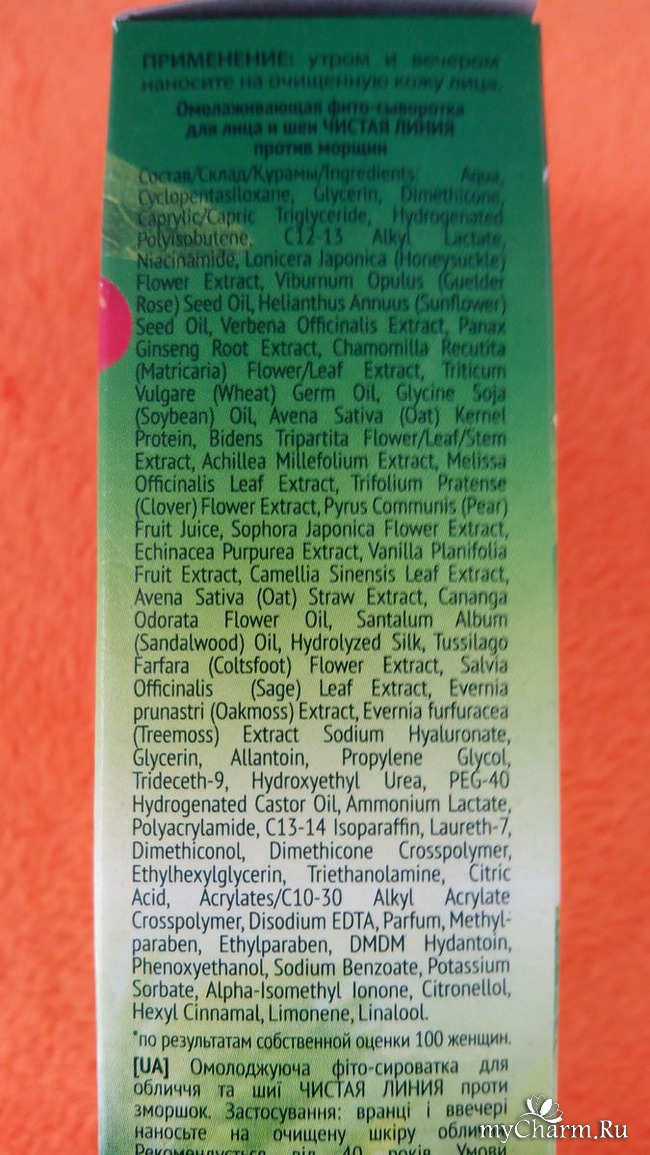 ПРИМЕНЕНИЕ: утром и вечером
наносите на очищенную кожу лица.
Омолаживающая фито-сыворотка
для лица и шеи ЧИСТАЯ ЛИНИЯ
против морщин
Состав/Склад/Курамы/Ingredients: Aqua,
Cyclopentasiloxane, Glycerin, Dimethicone,
Caprylic/Capric Triglyceride, Hydrogenated
Polyisobutene, C12-13 Alkyl Lactate,
Niacinamide, Lonicera Japonica (Honeysuckle)
Flower Extract, Viburnum Opulus (Guelder
Rose) Seed Oil, Helianthus Annuus (Sunflower)
Seed Oil, Verbena Officinalis Extract, Panax
Ginseng Root Extract, Chamomilla Recutita
(Matricaria) Flower/Leaf Extract, Triticum
Vulgare (Wheat) Germ Oil, Glycine Soja
(Soybean) Oil, Avena Sativa (Oat) Kernel
Protein, Bidens Tripartita Flower/Leaf/Stem
Extract, Achillea Millefolium Extract, Melissa
Officinalis Leaf Extract, Trifolium Pratense
(Clover) Flower Extract, Pyrus Communis (Pear)
Fruit Juice, Sophora Japonica Flower Extract,
Echinacea Purpurea Extract, Vanilla Planifolia
Fruit Extract, Camellia Sinensis Leaf Extract,
Avena Sativa (Oat) Straw Extract, Cananga
Odorata Flower Oil, Santalum Album
(Sandalwood) Oil, Hydrolyzed Silk, Tussilago
Farfara (Coltsfoot) Flower Extract, Salvia
Officinalis (Sage) Leaf Extract, Evernia
prunastri (Oakmoss) Extract, Evernia furfuracea
(Treemoss) Extract Sodium Hyaluronate,
Glycerin, Allantoin, Propylene Glycol,
Trideceth-9, Hydroxyethyl Urea, PEG-40
Hydrogenated Castor Oil, Ammonium Lactate,
Polyacrylamide, C13-14 Isoparaffin, Laureth-7,
Dimethiconol, Dimethicone Crosspolymer,
Ethylhexylglycerin, Triethanolamine, Citric
Acid, Acrylates/C10-30 Alkyl Acrylate
Crosspolymer, Disodium EDTA, Parfum, Methyl-
paraben, Ethylparaben, DMDM Hydantoin,
Phenoxyethanol, Sodium Benzoate, Potassium
Sorbate, Alpha-Isomethyl Ionone, Citronellol,
Hexyl Cinnamal, Limonene, Linalool.
*по результатам собственной оценки 100 женщин.
[UA] Омолоджуюча фіто-сироватка для
обличчя та шиї ЧИСТАЯ ЛИНИЯ проти
зморшок. Застосування: вранці і ввечері
наносьте на очищену шкіру
Рекомендується від 40 років. Умови
myCharm.Ru